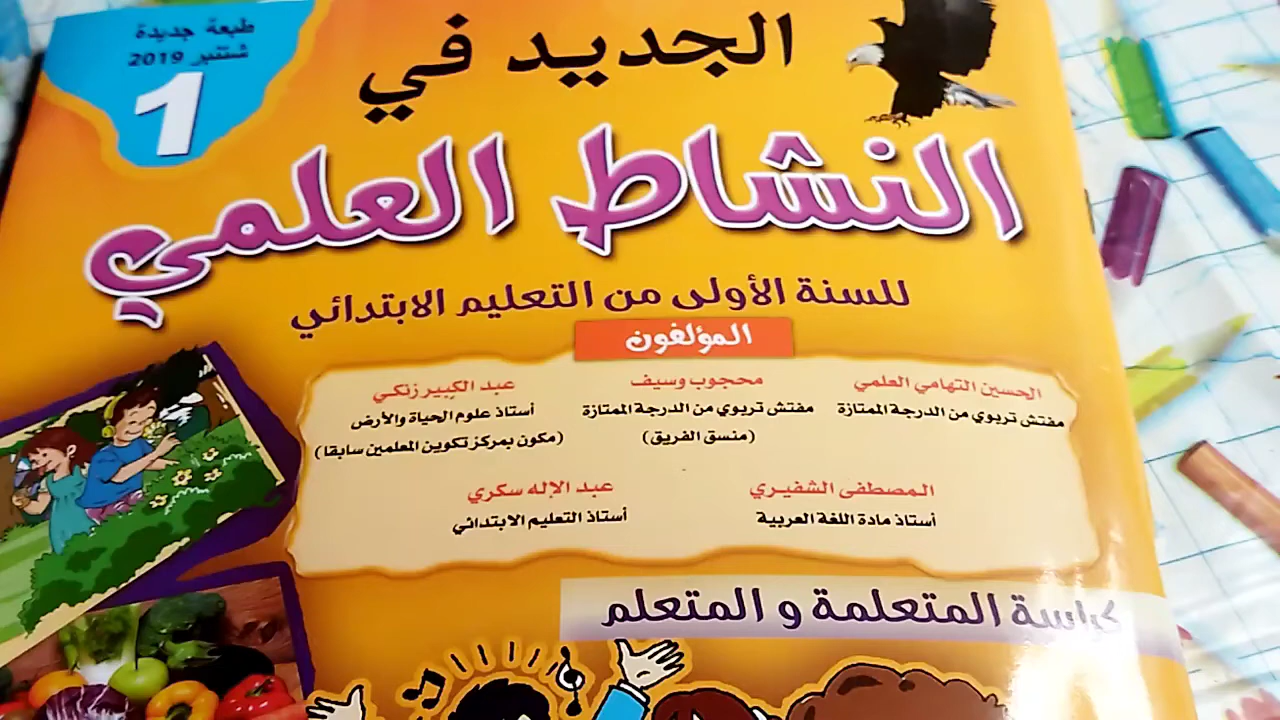 طبعة جديدة
شتنبر 2019
1
الجديد في
النشاط العلمي
للسنة الأولى من التعليم الابتدائي
المؤلفون
الحسين التهامي العلمي
مفتش تربوي من الدرجة الممتازة
محجوب وسيف
مفتش تربوي من الدرجة الممتازة
(منسق الفريق)
عبد الكبير زنكي
أستاذ علوم الحياة والأرض
(مكون بمركز تكوين المعلمين سابقا)
المصطفى الشفيري
أستاذ مادة اللغة العربية
عبد الإله سكري
أستاذ التعليم الابتدائي
كراسة المتعلمة و المتعلم